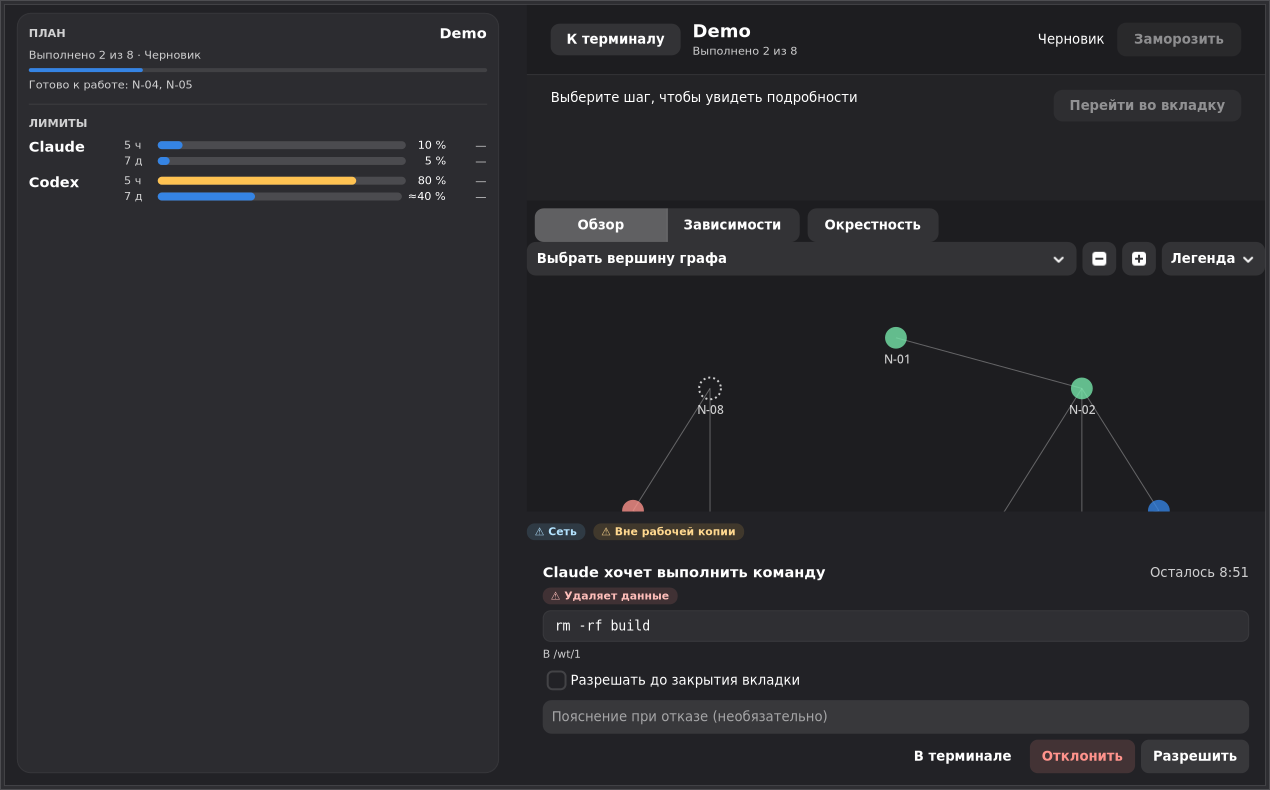 ПЛАН
Demo
Выполнено 2 из 8 · Черновик
Готово к работе: N-04, N-05
ЛИМИТЫ
Claude
5 ч
10 %
—
7 д
5 %
—
Codex
5 ч
80 %
—
7 д
≈40 %
—
К терминалу
Demo
Выполнено 2 из 8
Черновик
Заморозить
Выберите шаг, чтобы увидеть подробности
Перейти во вкладку
Обзор
Зависимости
Окрестность
Выбрать вершину графа
Легенда
N-01
N-08
N-02
⚠ Сеть
⚠ Вне рабочей копии
Claude хочет выполнить команду
Осталось 8:51
⚠ Удаляет данные
rm -rf build
В /wt/1
Разрешать до закрытия вкладки
Пояснение при отказе (необязательно)
В терминале
Отклонить
Разрешить